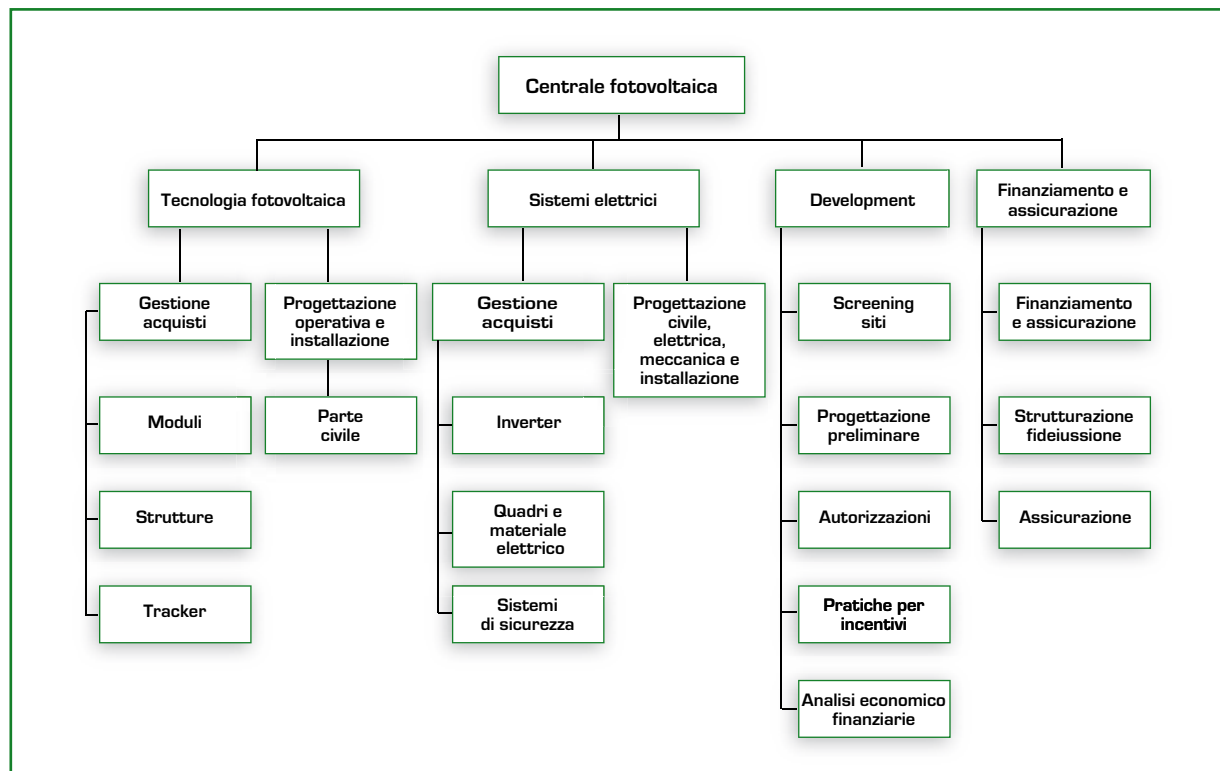 Centrale fotovoltaica
Tecnologia fotovoltaica
Sistemi elettrici
Development
Finanziamento e
assicurazione
Gestione
acquisti
Progettazione
operativa e
installazione
Gestione
acquisti
Progettazione
civile,
elettrica,
meccanica e
installazione
Screening
siti
Finanziamento
e assicurazione
Moduli
Parte
civile
Inverter
Progettazione
preliminare
Strutturazione
fideiussione
Strutture
Quadri e
materiale
elettrico
Autorizzazioni
Assicurazione
Tracker
Sistemi
di sicurezza
Pratiche per
incentivi
Analisi economico
finanziarie